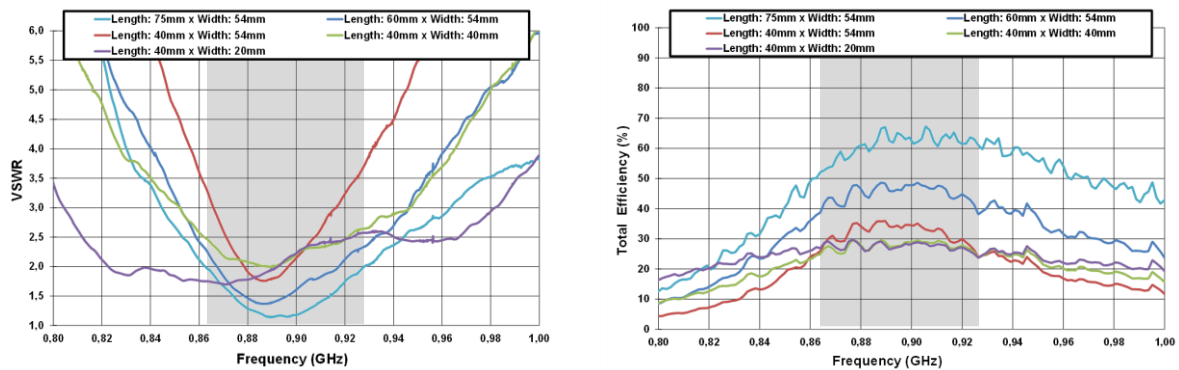 Length: 75mm x Width: 54mm Length: 60mm x Width: 54mm
Length: 40mm x Width: 54mm Length: 40mm x Width: 40mm
Length: 40mm x Width: 20mm
6,0
5,5
5,0
4,5
4,0
3,5
3,0
2,5
2,0
1,5
1,0
VSWR
0,80 0,82 0,84 0,86 0,88 0,90 0,92 0,94 0,96 0,98 1,00
Frequency (GHz)
Length: 75mm x Width: 54mm Length: 60mm x Width: 54mm
Length: 40mm x Width: 54mm Length: 40mm x Width: 40mm
Length: 40mm x Width: 20mm
100
90
80
70
60
50
40
30
20
10
0
Total Efficiency (%)
0,80 0,82 0,84 0,86 0,88 0,90 0,92 0,94 0,96 0,98 1,00
Frequency (GHz)